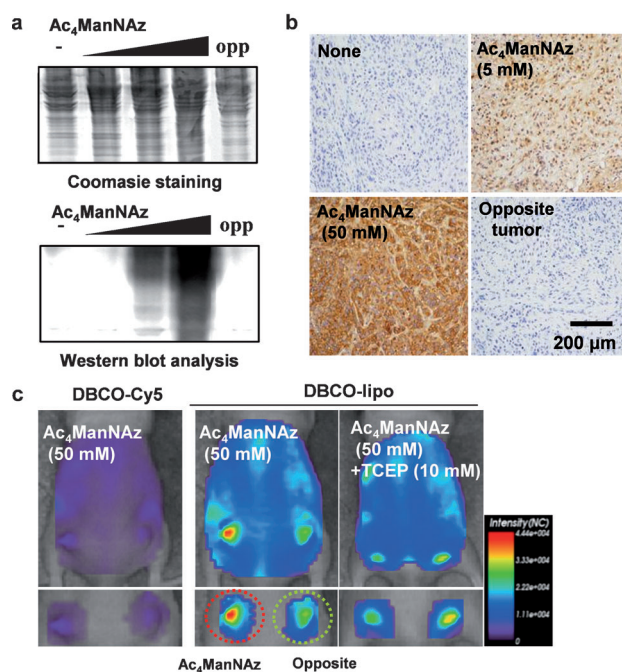 a
Ac₄ManNAz
- opp
Coomasie staining
Ac₄ManNAz
- opp
Western blot analysis
b
None
Ac₄ManNAz
(5 mM)
Ac₄ManNAz
(50 mM)
Opposite
tumor
200 µm
c
DBCO-Cy5
DBCO-lipo
Ac₄ManNAz
(50 mM)
Ac₄ManNAz
(50 mM)
Ac₄ManNAz
(50 mM)
+TCEP (10 mM)
Intensity(NC)
4.44e+004
3.33e+004
2.22e+004
1.11e+004
0
Ac₄ManNAz
Opposite